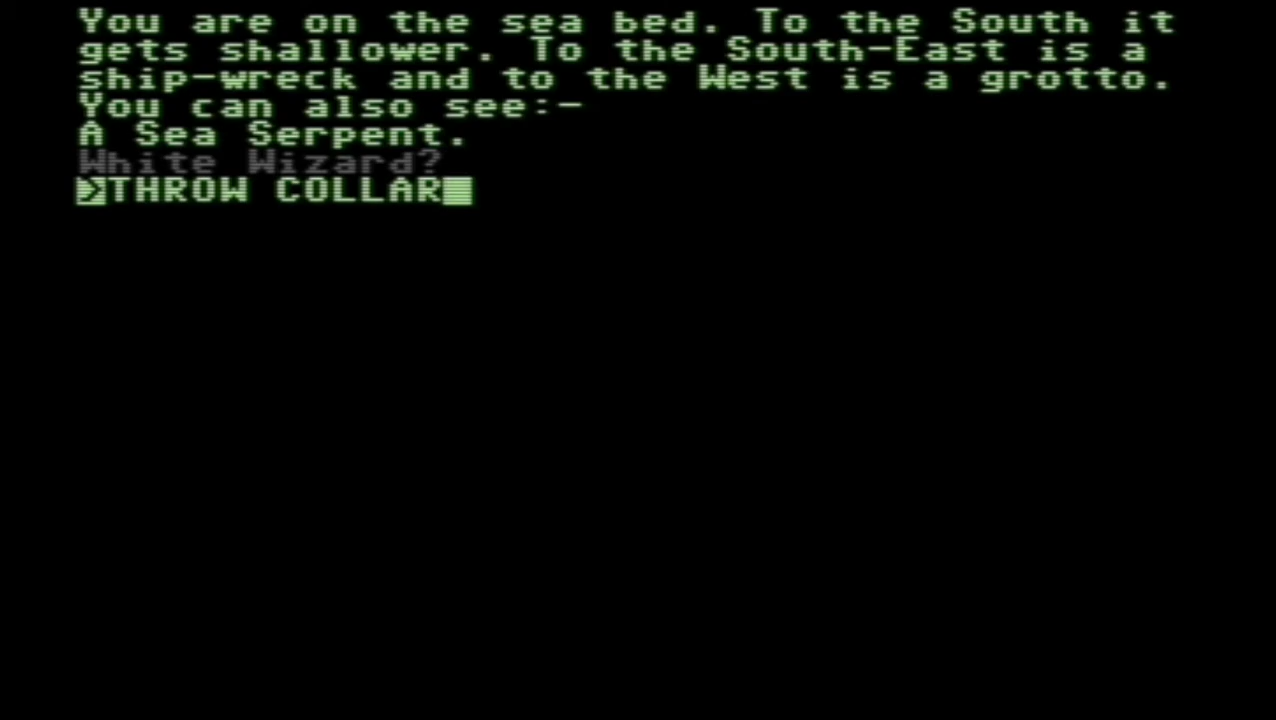 You are on the sea bed. To the South it
gets shallower. To the South-East is a
ship-wreck and to the West is a grotto.
You can also see:-
A Sea Serpent.
White Wizard?
>THROW COLLAR